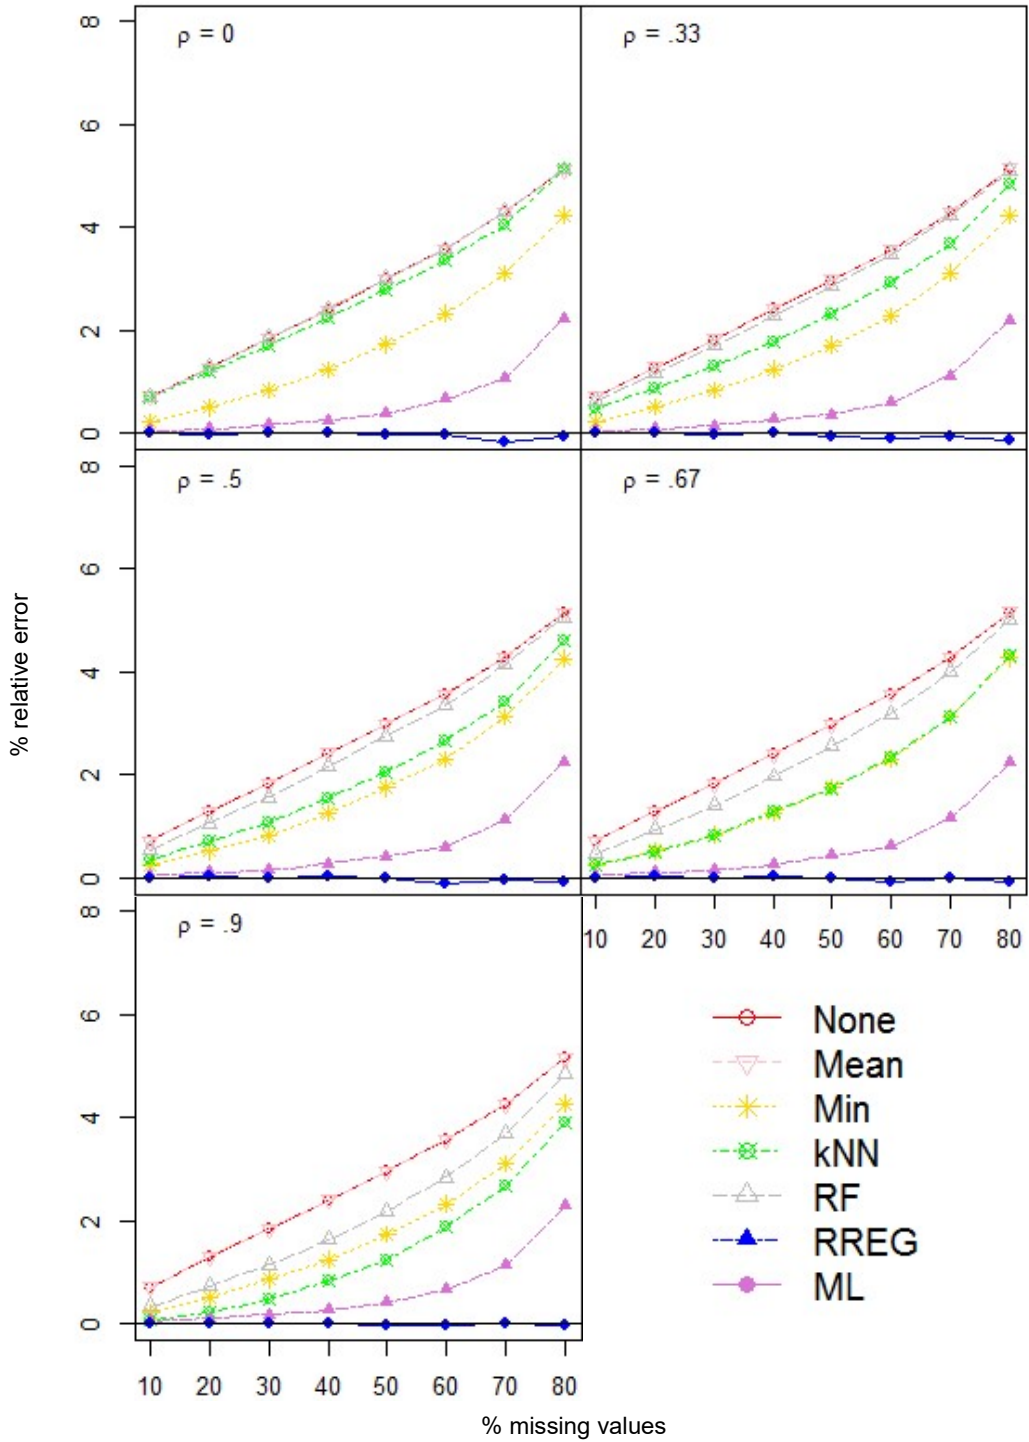 ρ = 0
ρ = .33
8
6
4
2
0
ρ = .5
ρ = .67
8
6
4
2
0
% relative error
10 20 30 40 50 60 70 80
ρ = .9
8
6
4
2
0
10 20 30 40 50 60 70 80
% missing values
None
Mean
Min
kNN
RF
RREG
ML